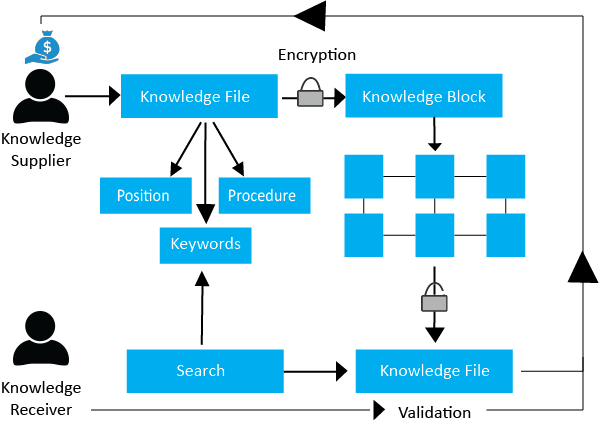 $
Encryption
Knowledge File
Knowledge Block
Knowledge
Supplier
Position
Procedure
Keywords
Search
Knowledge File
Knowledge
Receiver
Validation